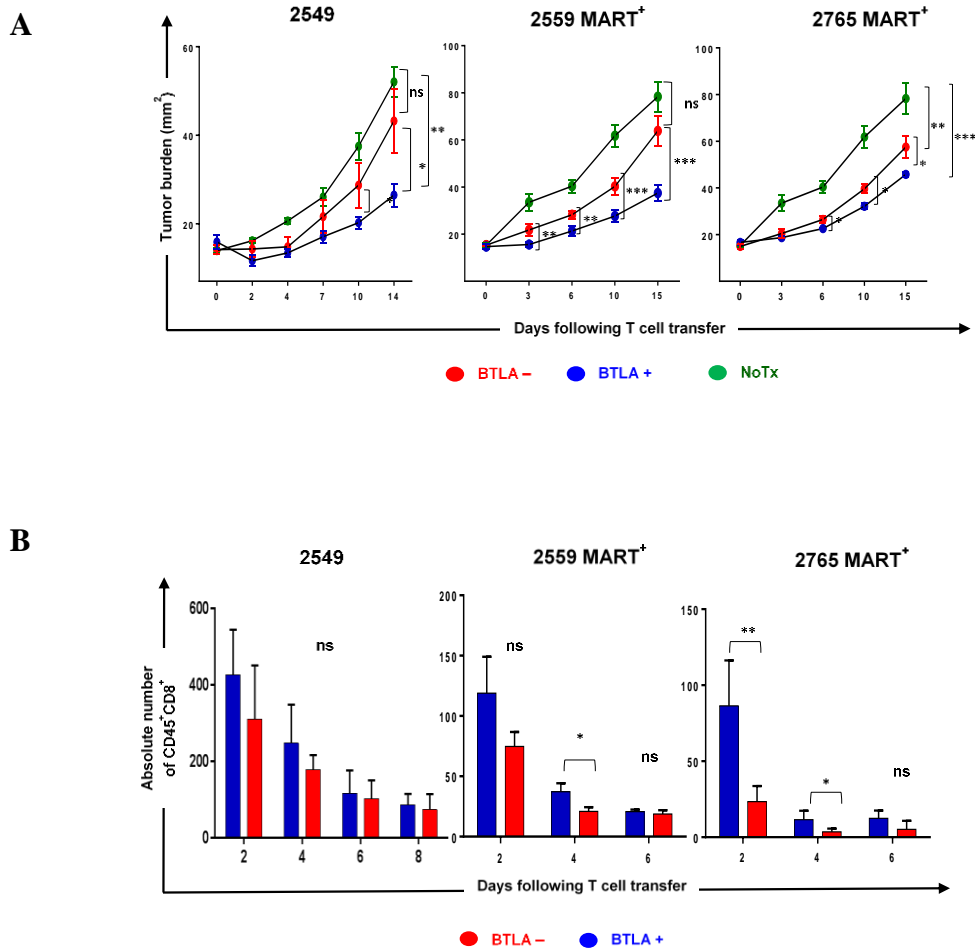 A
2549
2559 MART+
2765 MART+
Tumor burden (mm2)
60
40
20
0 2 4 7 10 14
ns
**
*
*
100
80
60
40
20
0 3 6 10 15
ns
***
***
**
**
100
80
60
40
20
0 3 6 10 15
**
***
*
*
*
Days following T cell transfer
BTLA – BTLA + NoTx
B
2549
2559 MART+
2765 MART+
Absolute number
of CD45+CD8+
600
400
200
0
2 4 6 8
ns
200
150
100
50
0
2 4 6
ns
*
ns
150
100
50
0
2 4 6
**
*
ns
Days following T cell transfer
BTLA – BTLA +